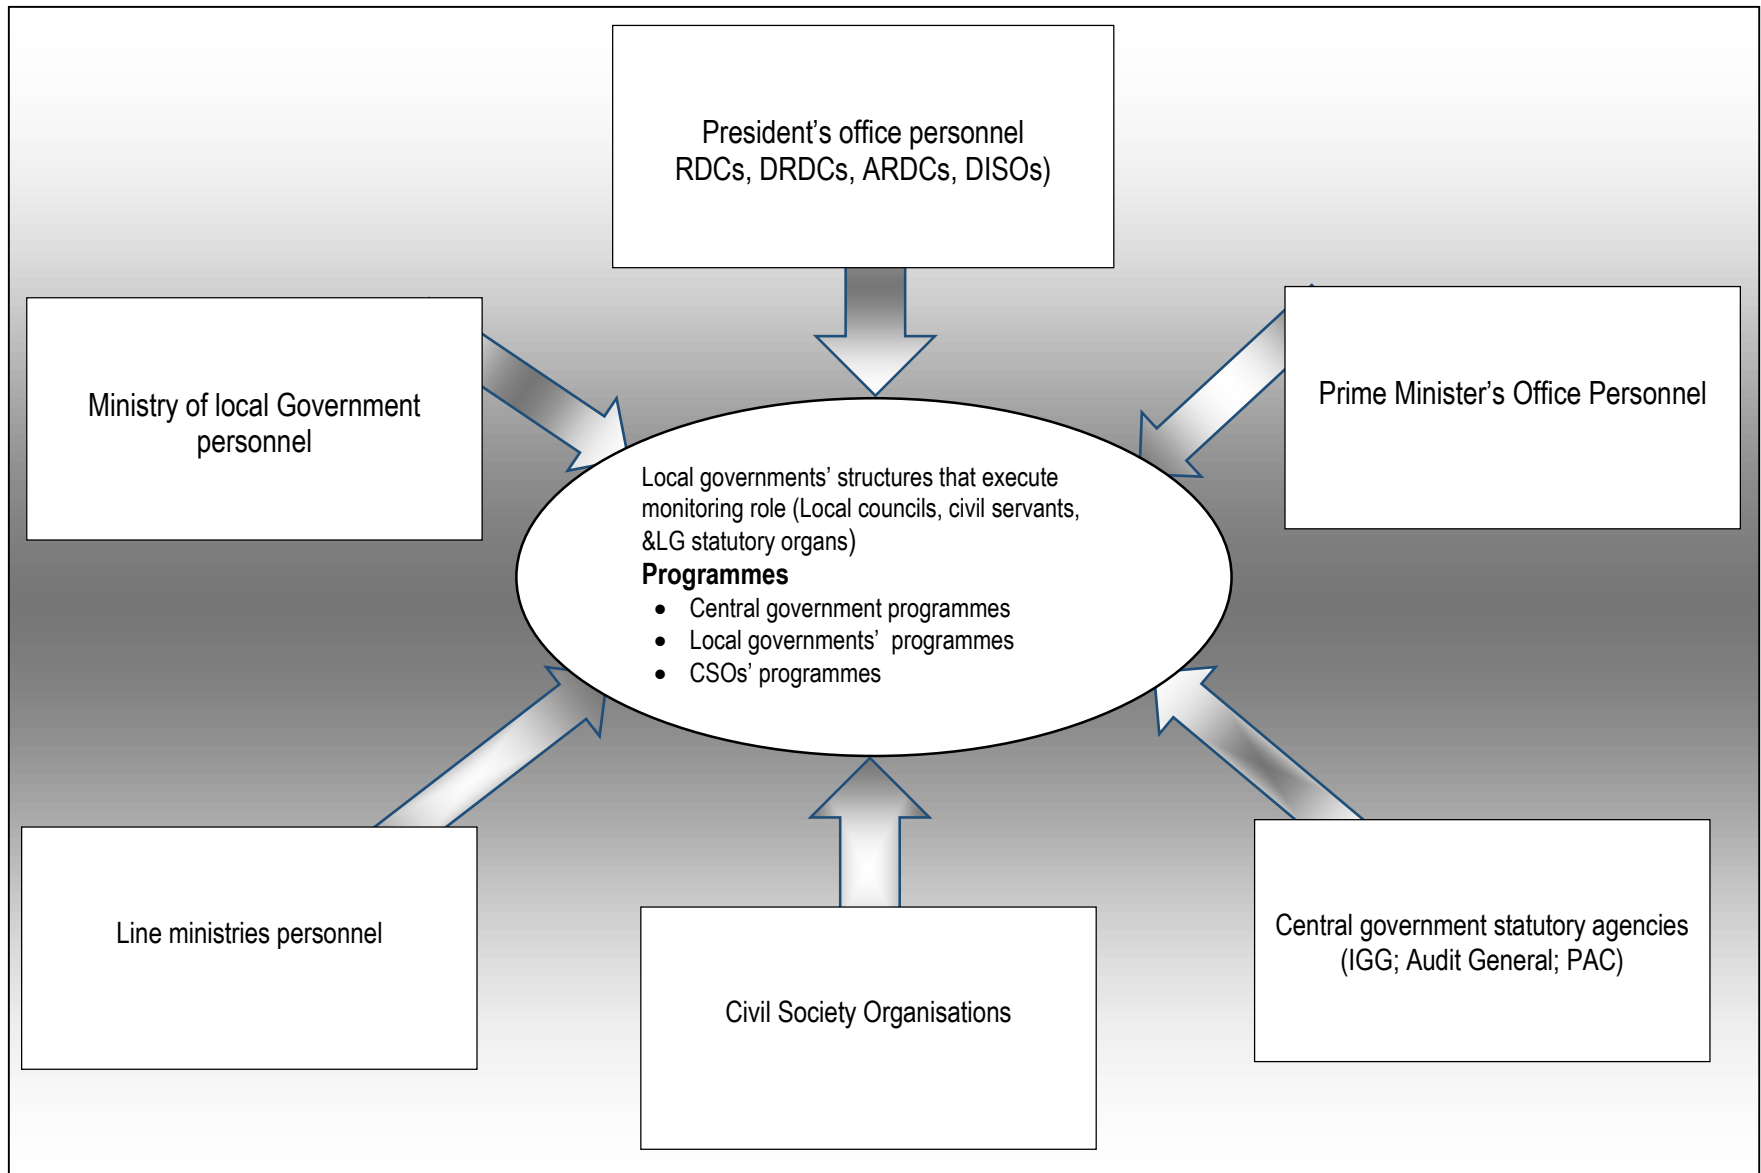 President’s office personnel
RDCs, DRDCs, ARDCs, DISOs)
Ministry of local Government
personnel
Prime Minister’s Office Personnel
Local governments’ structures that execute
monitoring role (Local councils, civil servants,
&LG statutory organs)
Programmes
• Central government programmes
• Local governments’ programmes
• CSOs’ programmes
Line ministries personnel
Civil Society Organisations
Central government statutory agencies
(IGG; Audit General; PAC)